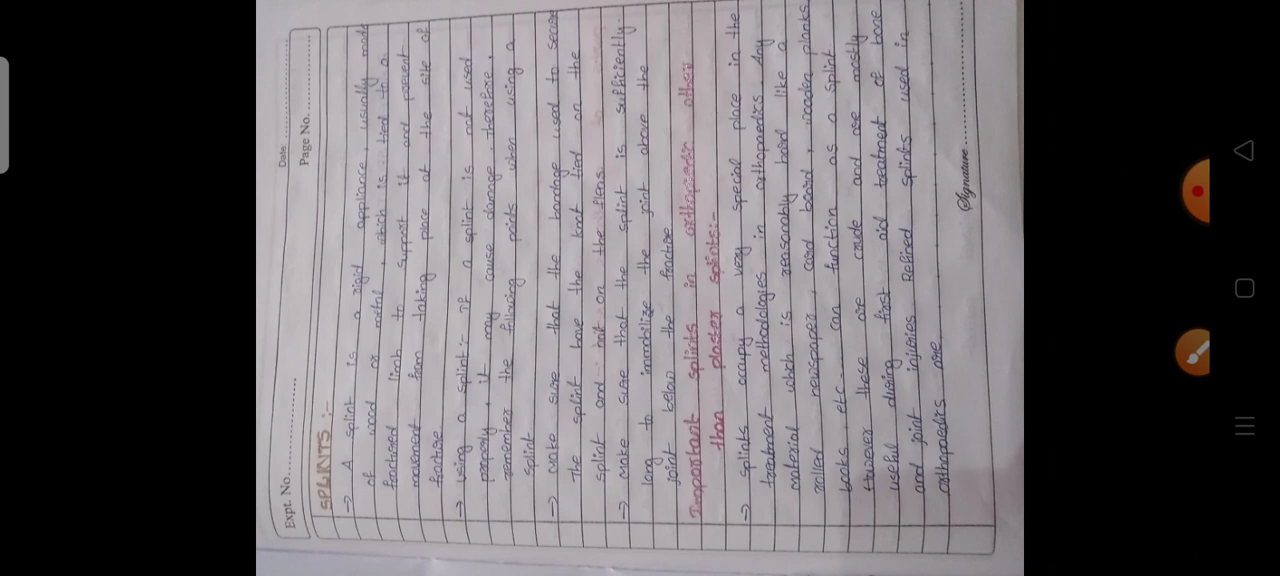 Expt. No.
Date
Page No.
SPLINTS :-
→ A splint is a rigid appliance, usually made
of wood or metal, which is tied to a
fractured limb to support it and prevent
movement from taking place at the site of
fractise
→ using a splint:- if a splint is not used
properly, it may cause damage, therefore,
remember the following points when using a
splint
→ make sure that the bandage used to secure
the splint have the knot tied on the
splint and not on the flens.
→ make sure that the splint is sufficiently
long to immobilize the joint above the
joint below the fractise
Important splints in orthopiedic other
than plaster splints:-
→ splints occupy a very special place in the
treatment methodologies in orthopaedics. Any
material which is reasonably hard like a
rolled newspaper, card board, wooden planks,
books, etc. can function as a splint
However these are crude and are mostly
useful during first aid treatment of bone
and joint injuries. Refined splints used in
orthopaedics are
Signature